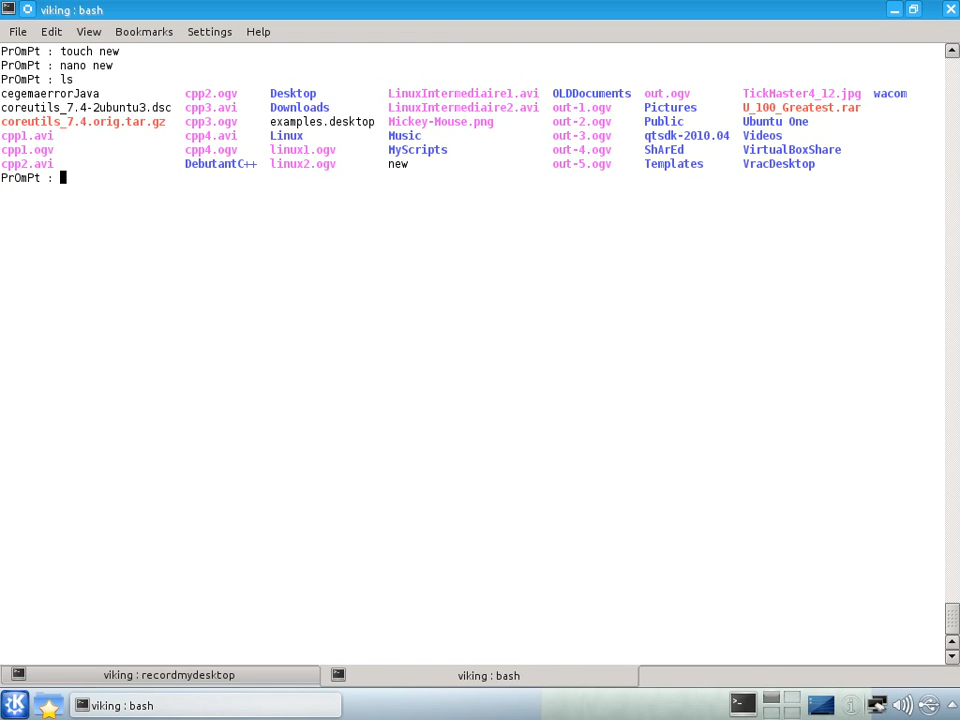 viking : bash
File Edit View Bookmarks Settings Help
PrOmPt : touch new
PrOmPt : nano new
PrOmPt : ls
cegemaerrorJava cpp2.ogv Desktop LinuxIntermediaire1.avi OLDDocuments out.ogv TickMaster4_12.jpg wacom
coreutils_7.4-2ubuntu3.dsc cpp3.avi Downloads LinuxIntermediaire2.avi out-1.ogv Pictures U_100_Greatest.rar
coreutils_7.4.orig.tar.gz cpp3.ogv examples.desktop Mickey-Mouse.png out-2.ogv Public Ubuntu One
cpp1.avi cpp4.avi Linux Music out-3.ogv qtsdk-2010.04 Videos
cpp1.ogv cpp4.ogv linux1.ogv MyScripts out-4.ogv ShArEd VirtualBoxShare
cpp2.avi DebutantC++ linux2.ogv new out-5.ogv Templates VracDesktop
PrOmPt :
viking : recordmydesktop viking : bash
viking : bash